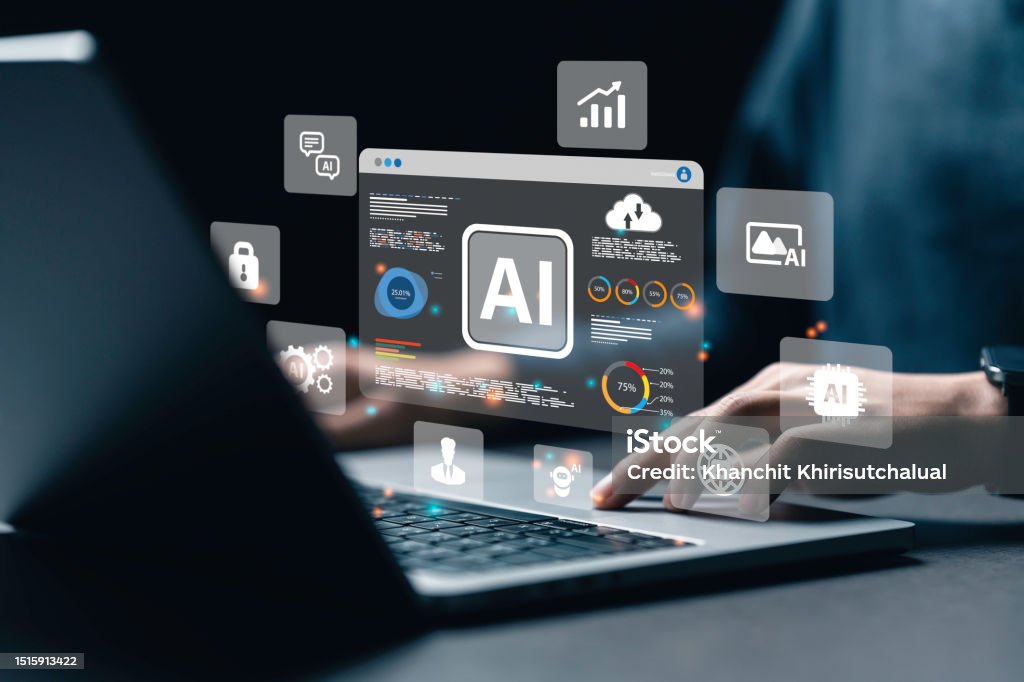 AI
AI
25.01%
50%
80%
55%
75%
AI
AI
75%
20%
20%
20%
35%
AI
AI
iStock™
Credit: Khanchit Khirisutchalual
1515913422